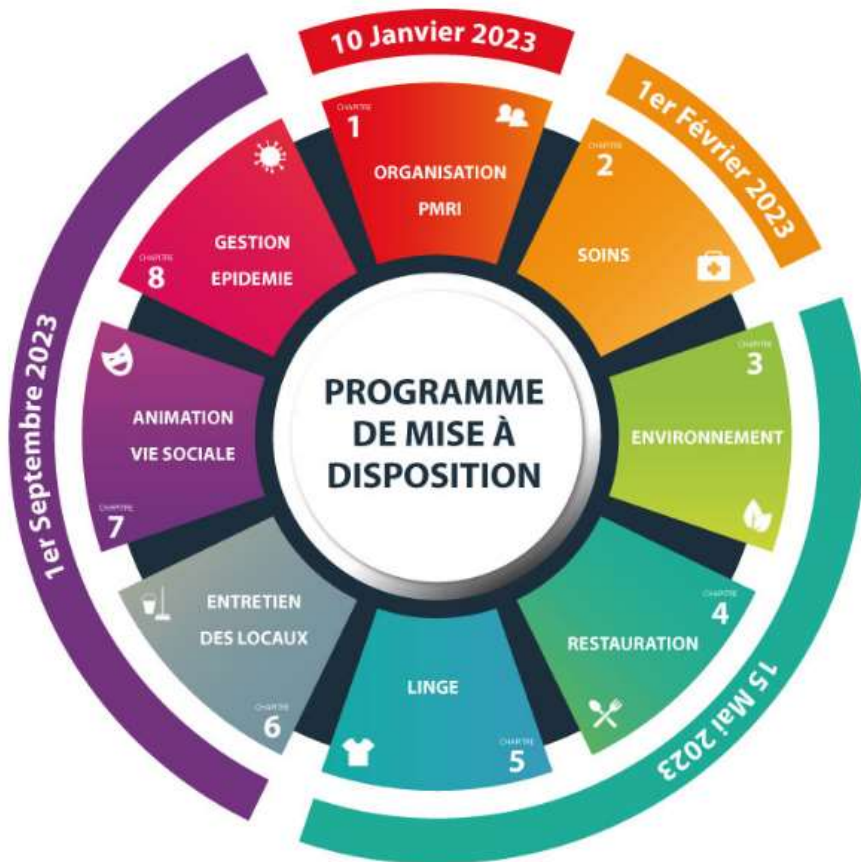 10 Janvier 2023
1er Février 2023
15 Mai 2023
1er Septembre 2023
PROGRAMME
DE MISE À
DISPOSITION
CHAPITRE
1
ORGANISATION
PMRI
CHAPITRE
2
SOINS
CHAPITRE
3
ENVIRONNEMENT
CHAPITRE
4
RESTAURATION
LINGE
CHAPITRE
5
ENTRETIEN
DES LOCAUX
CHAPITRE
6
ANIMATION
VIE SOCIALE
CHAPITRE
7
GESTION
EPIDEMIE
CHAPITRE
8